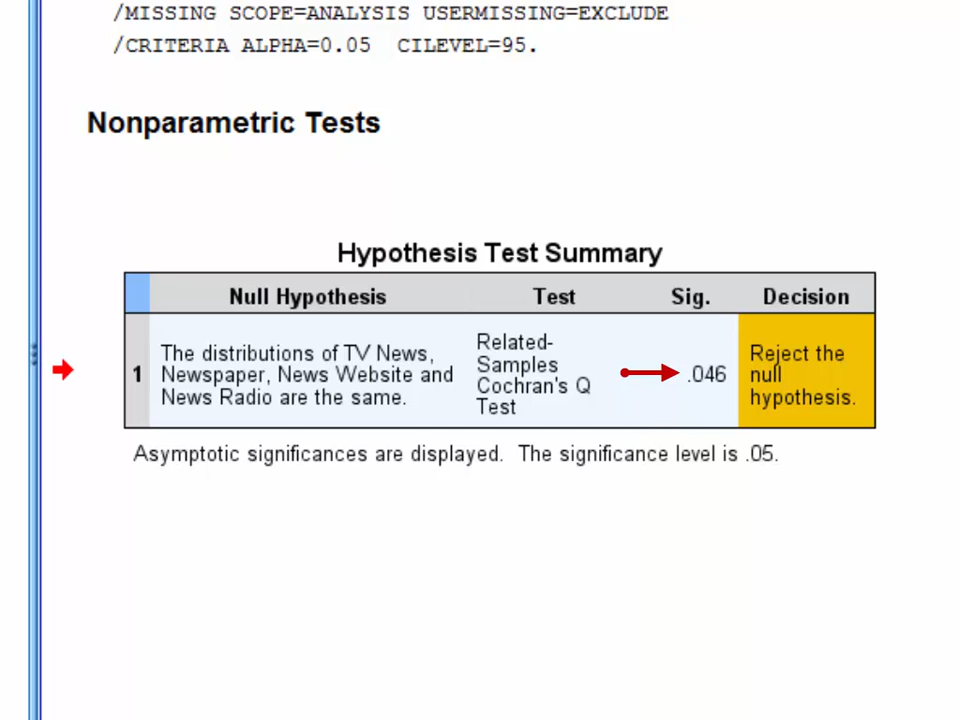 /MISSING SCOPE=ANALYSIS USERMISSING=EXCLUDE
/CRITERIA ALPHA=0.05  CILEVEL=95.
Nonparametric Tests
Hypothesis Test Summary
Null Hypothesis Test Sig. Decision
1
The distributions of TV News,
Newspaper, News Website and
News Radio are the same.
Related-
Samples
Cochran's Q
Test
.046
Reject the
null
hypothesis.
Asymptotic significances are displayed.  The significance level is .05.